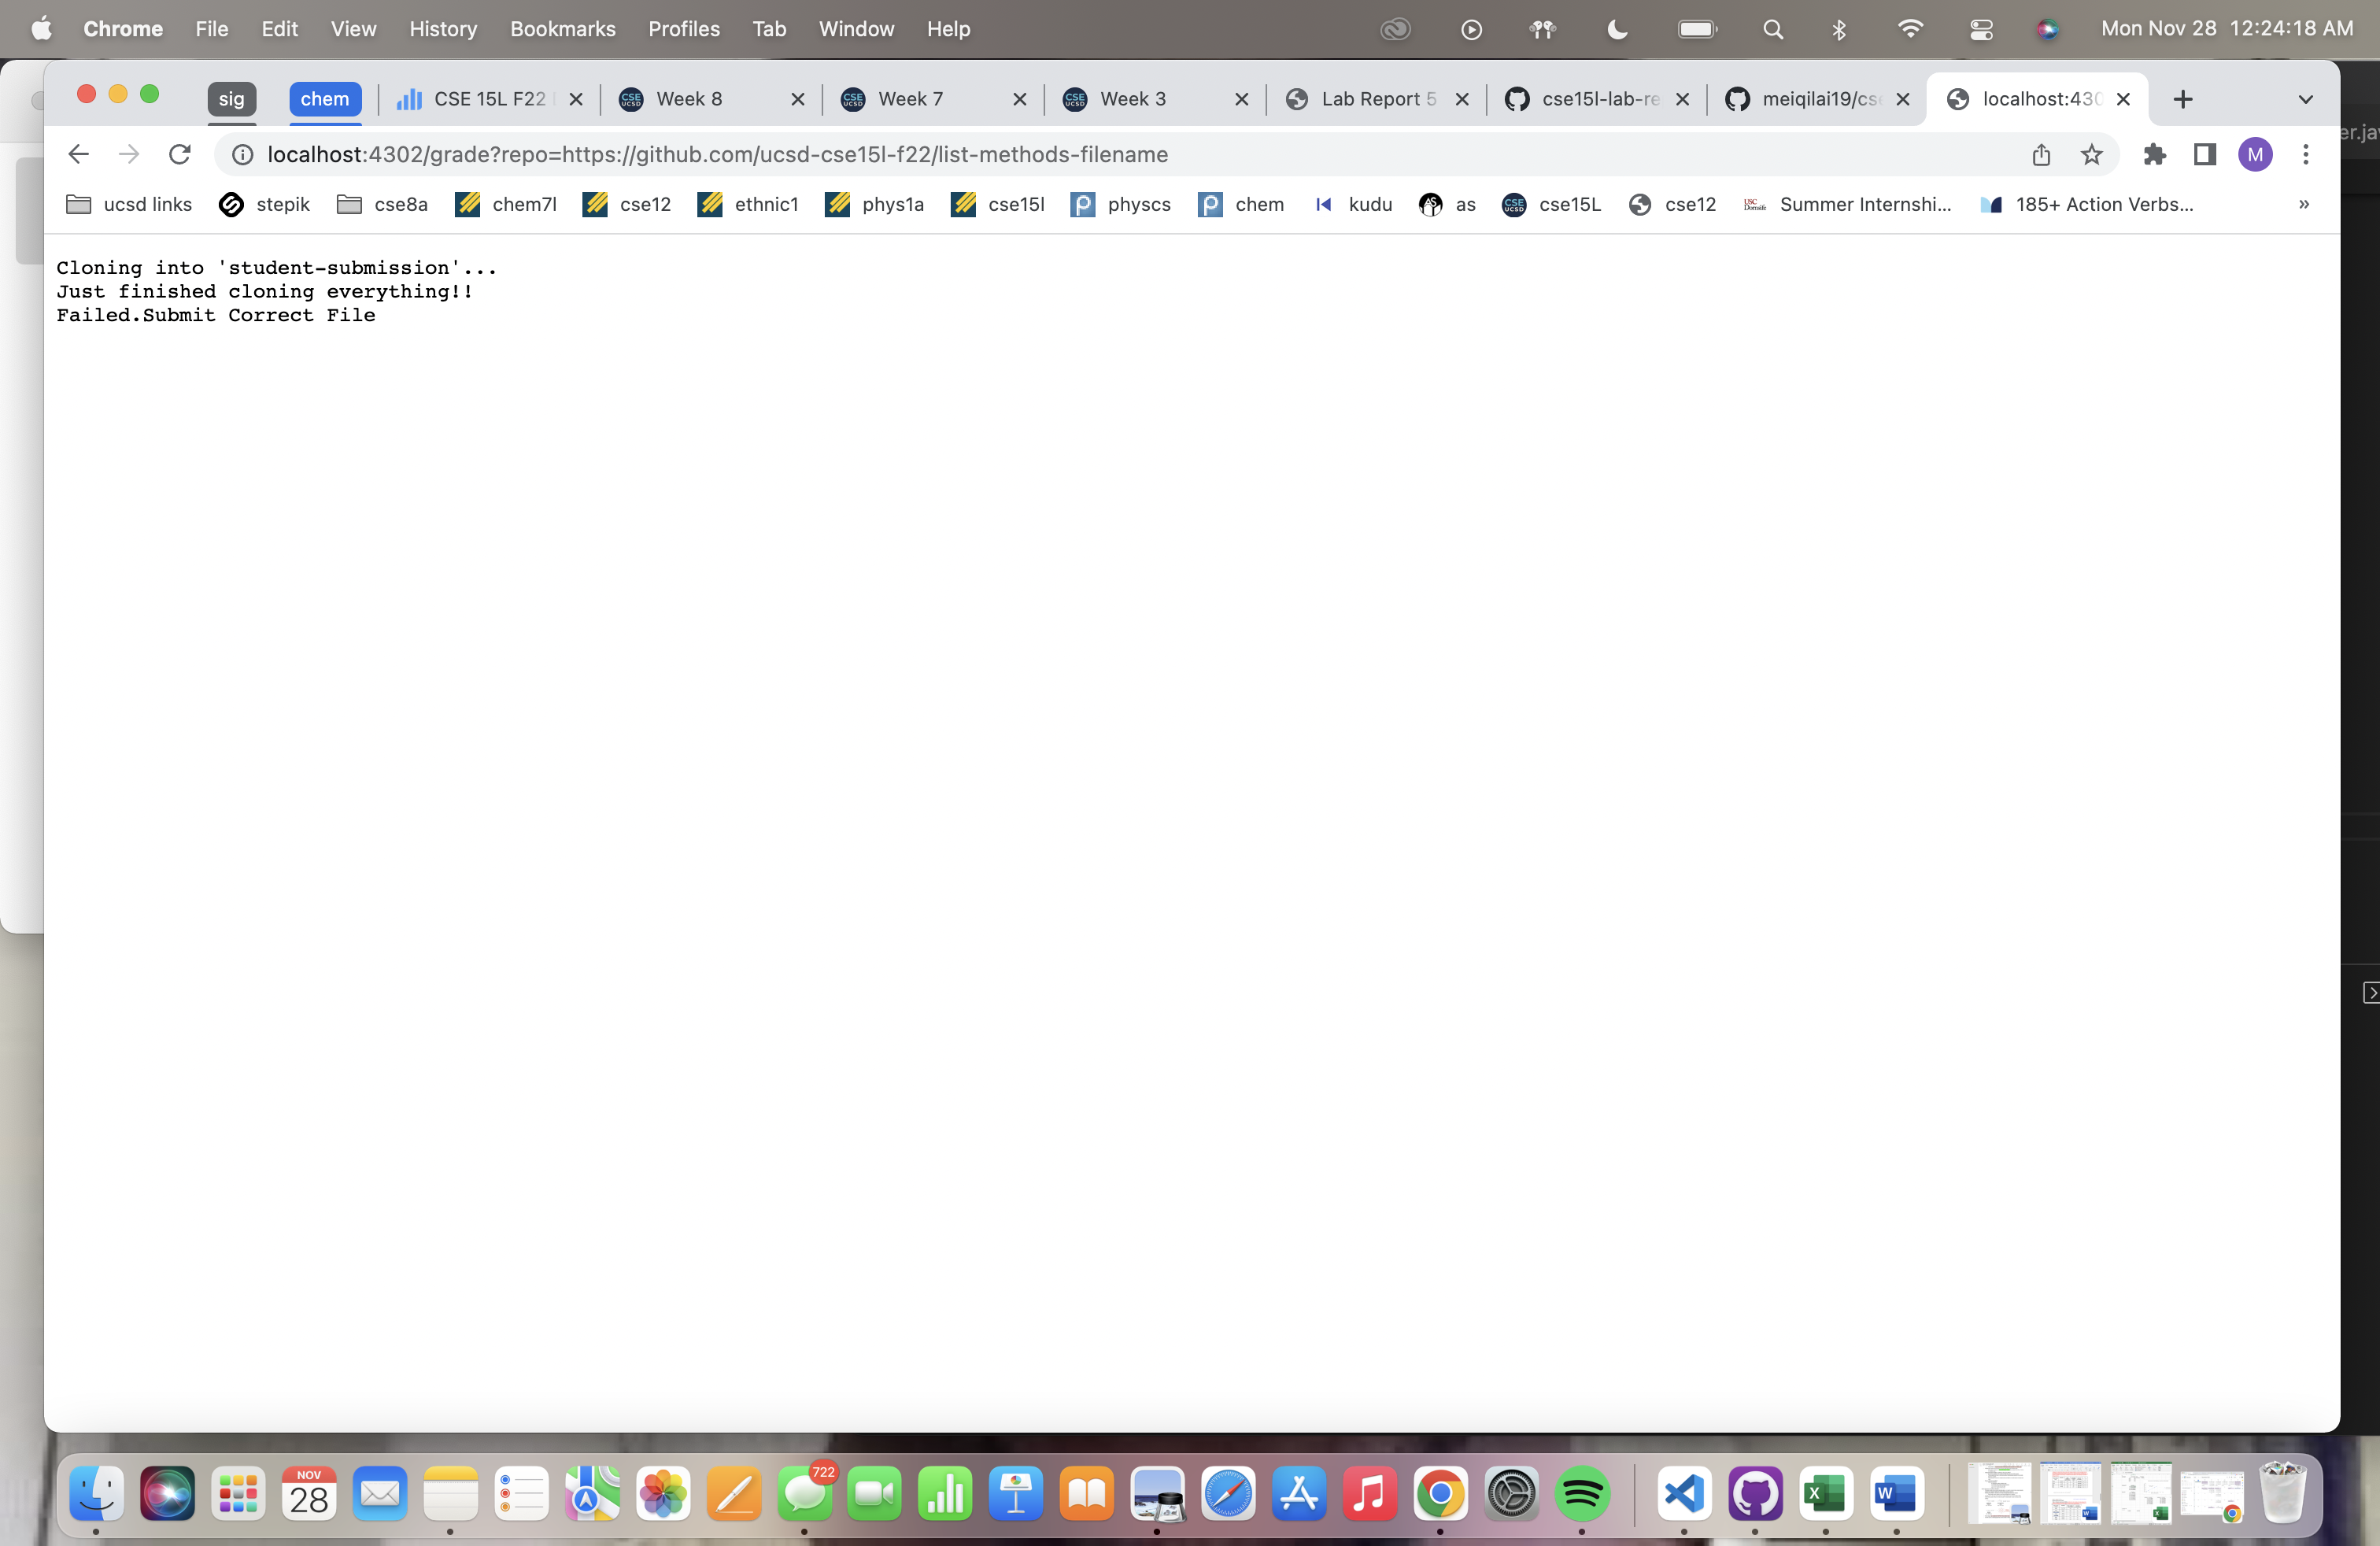 Chrome File Edit View History Bookmarks Profiles Tab Window Help Mon Nov 28 12:24:18 AM
sig chem CSE 15L F22 Week 8 Week 7 Week 3 Lab Report 5 cse15l-lab-re meiqilai19/cse localhost:430
localhost:4302/grade?repo=https://github.com/ucsd-cse15l-f22/list-methods-filename M
ucsd links stepik cse8a chem7l cse12 ethnic1 phys1a cse15l physcs chem kudu as cse15L cse12 Summer Internshi... 185+ Action Verbs... »
Cloning into 'student-submission'...
Just finished cloning everything!!
Failed.Submit Correct File
NOV
28
722